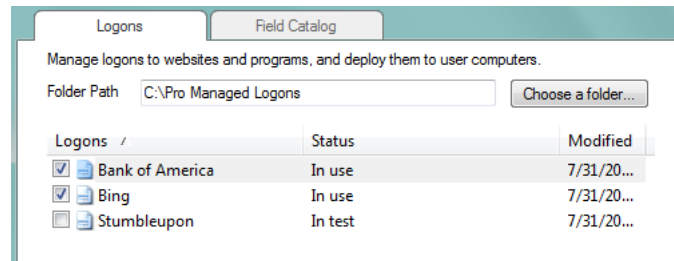 Logons Field Catalog
Manage logons to websites and programs, and deploy them to user computers.
Folder Path C:\Pro Managed Logons Choose a folder...
Logons Status Modified
Bank of America In use 7/31/20...
Bing In use 7/31/20...
Stumbleupon In test 7/31/20...